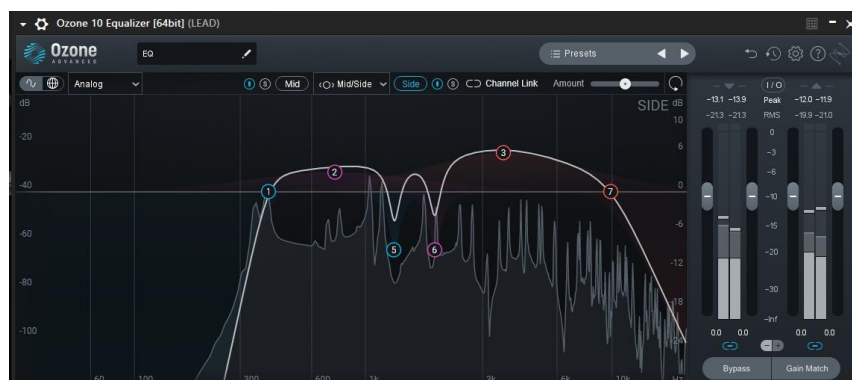 Ozone 10 Equalizer [64bit] (LEAD)
Ozone
ADVANCED
EQ
Presets
Analog
S
Mid
Mid/Side
Side
S
Channel Link
Amount
I / O
dB
SIDE
dB
-13.1 -13.9
Peak
-12.0 -11.9
-21.3 -21.3
RMS
-19.9 -21.0
-20
-40
-60
-80
-100
10
6
0
-6
-12
-18
-24
1
2
3
5
6
7
0
-3
-6
-10
-15
-20
-30
-Inf
0.0 0.0
0.0 0.0
60
100
300
1k
3k
6k
10k
Hz
Bypass
Gain Match